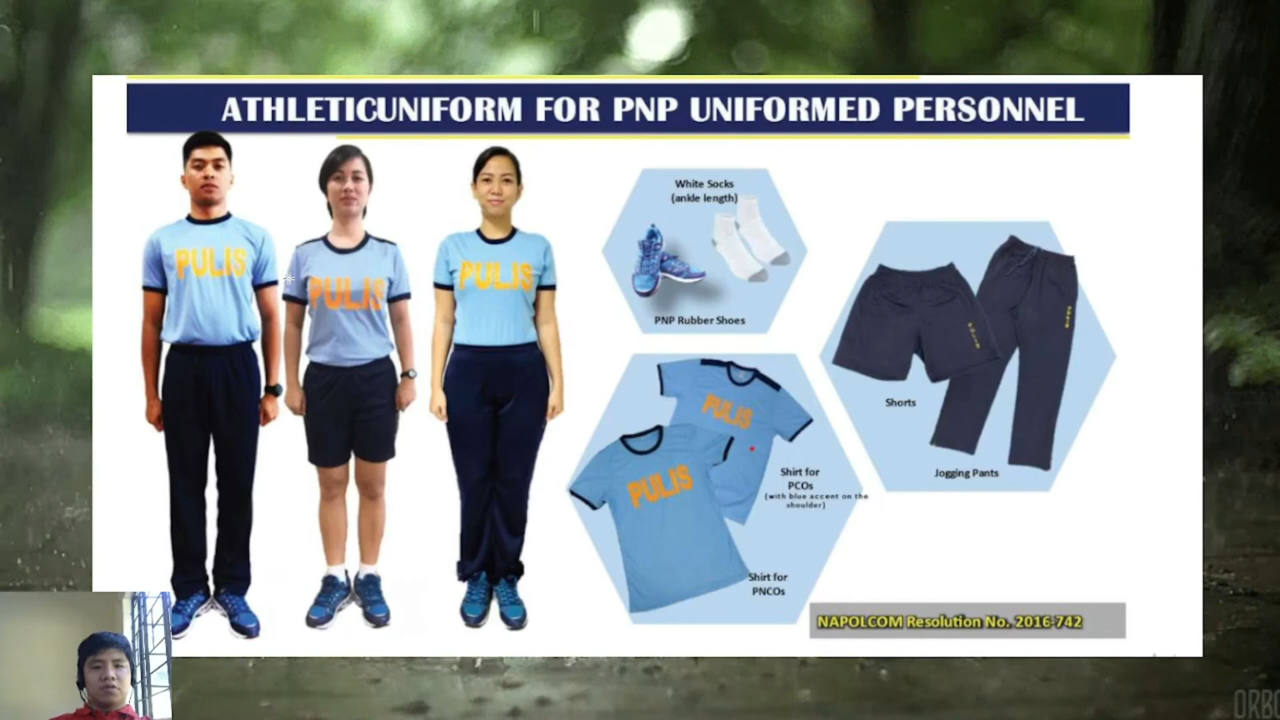 ATHLETICUNIFORM FOR PNP UNIFORMED PERSONNEL
PULIS
PULIS
PULIS
White Socks
(ankle length)
PNP Rubber Shoes
PULIS
PULIS
Shirt for
PCOs
(with blue accent on the
shoulder)
Shirt for
PNCOs
Shorts
Jogging Pants
NAPOLCOM Resolution No. 2016-742